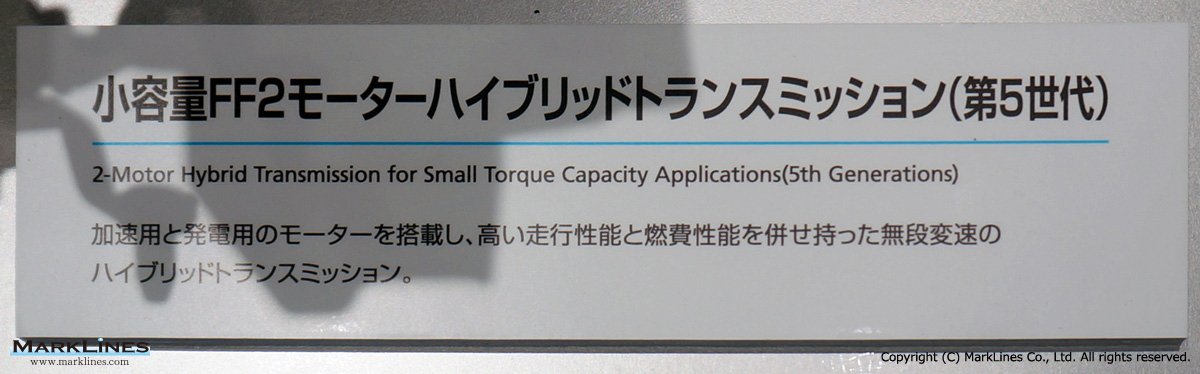 小容量FF2モーターハイブリッドトランスミッション(第5世代)
2-Motor Hybrid Transmission for Small Torque Capacity Applications(5th Generations)
加速用と発電用のモーターを搭載し、高い走行性能と燃費性能を併せ持った無段変速の
ハイブリッドトランスミッション。
MARKLINES
www.marklines.com
Copyright (C) MarkLines Co., Ltd. All rights reserved.